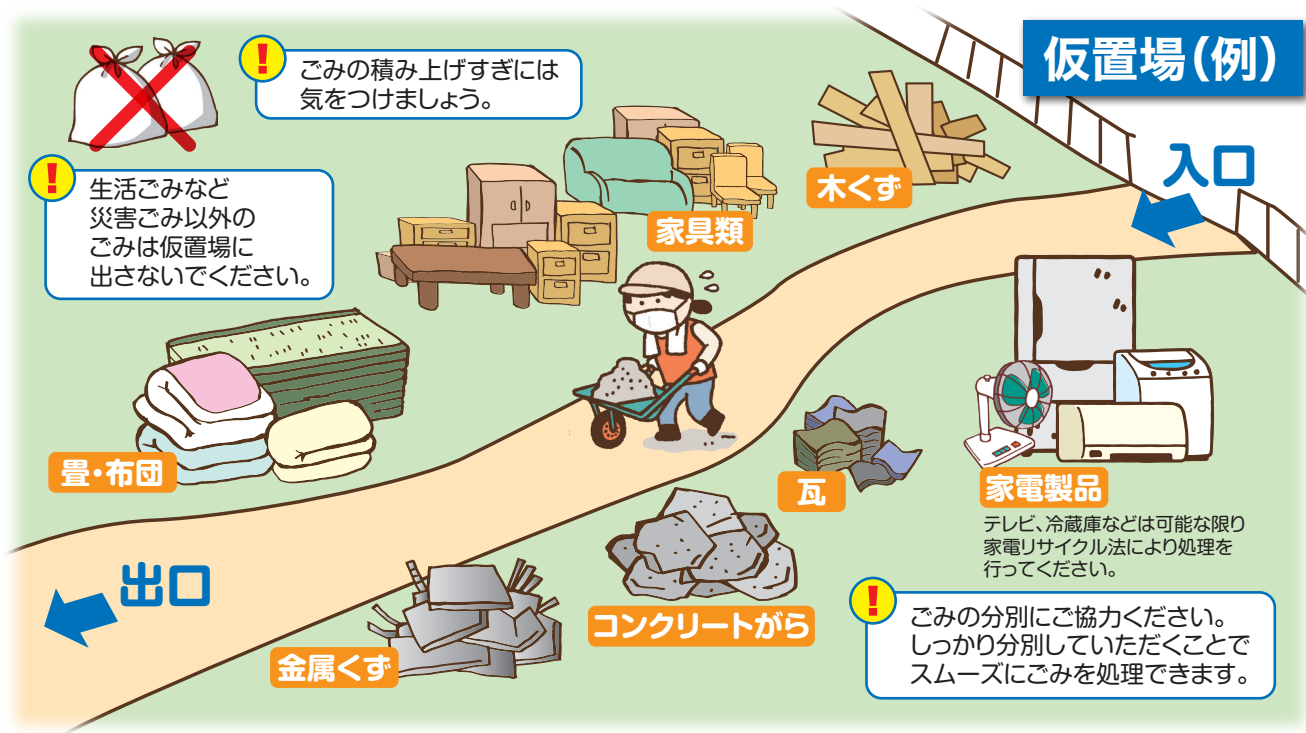 仮置場(例)
ごみの積み上げすぎには
気をつけましょう。
生活ごみなど
災害ごみ以外の
ごみは仮置場に
出さないでください。
入口
木くず
家具類
畳・布団
瓦
家電製品
テレビ、冷蔵庫などは可能な限り
家電リサイクル法により処理を
行ってください。
コンクリートがら
金属くず
出口
ごみの分別にご協力ください。
しっかり分別していただくことで
スムーズにごみを処理できます。